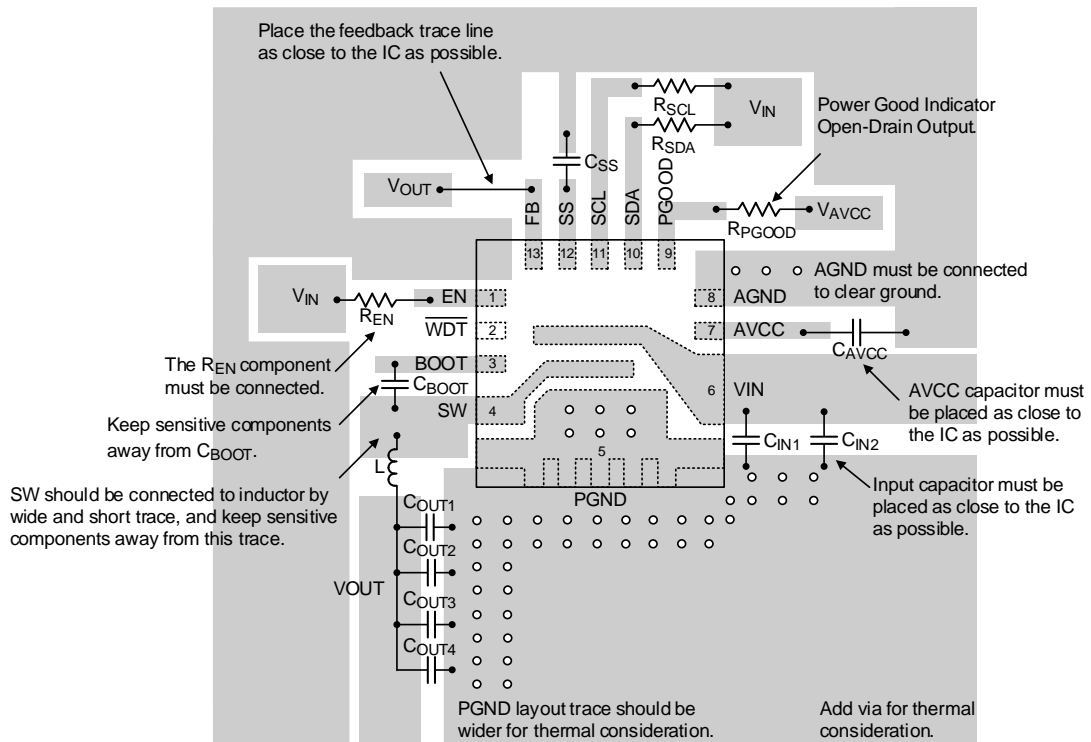 Place the feedback trace line
as close to the IC as possible.
Power Good Indicator
Open-Drain Output.
RSCL
VIN
RSDA
CSS
VOUT
FB
SS
SCL
SDA
PGOOD
RPGOOD
VAVCC
13
12
11
10
9
VIN
REN
EN
1
8
AGND
AGND must be connected
to clear ground.
WDT
2
7
AVCC
CAVCC
The REN component
must be connected.
BOOT
3
CBOOT
6
VIN
AVCC capacitor must
be placed as close to
the IC as possible.
SW
4
Keep sensitive components
away from CBOOT.
CIN1
CIN2
5
L
PGND
SW should be connected to inductor by
wide and short trace, and keep sensitive
components away from this trace.
Input capacitor must be
placed as close to the IC
as possible.
COUT1
COUT2
VOUT
COUT3
COUT4
PGND layout trace should be
wider for thermal consideration.
Add via for thermal
consideration.